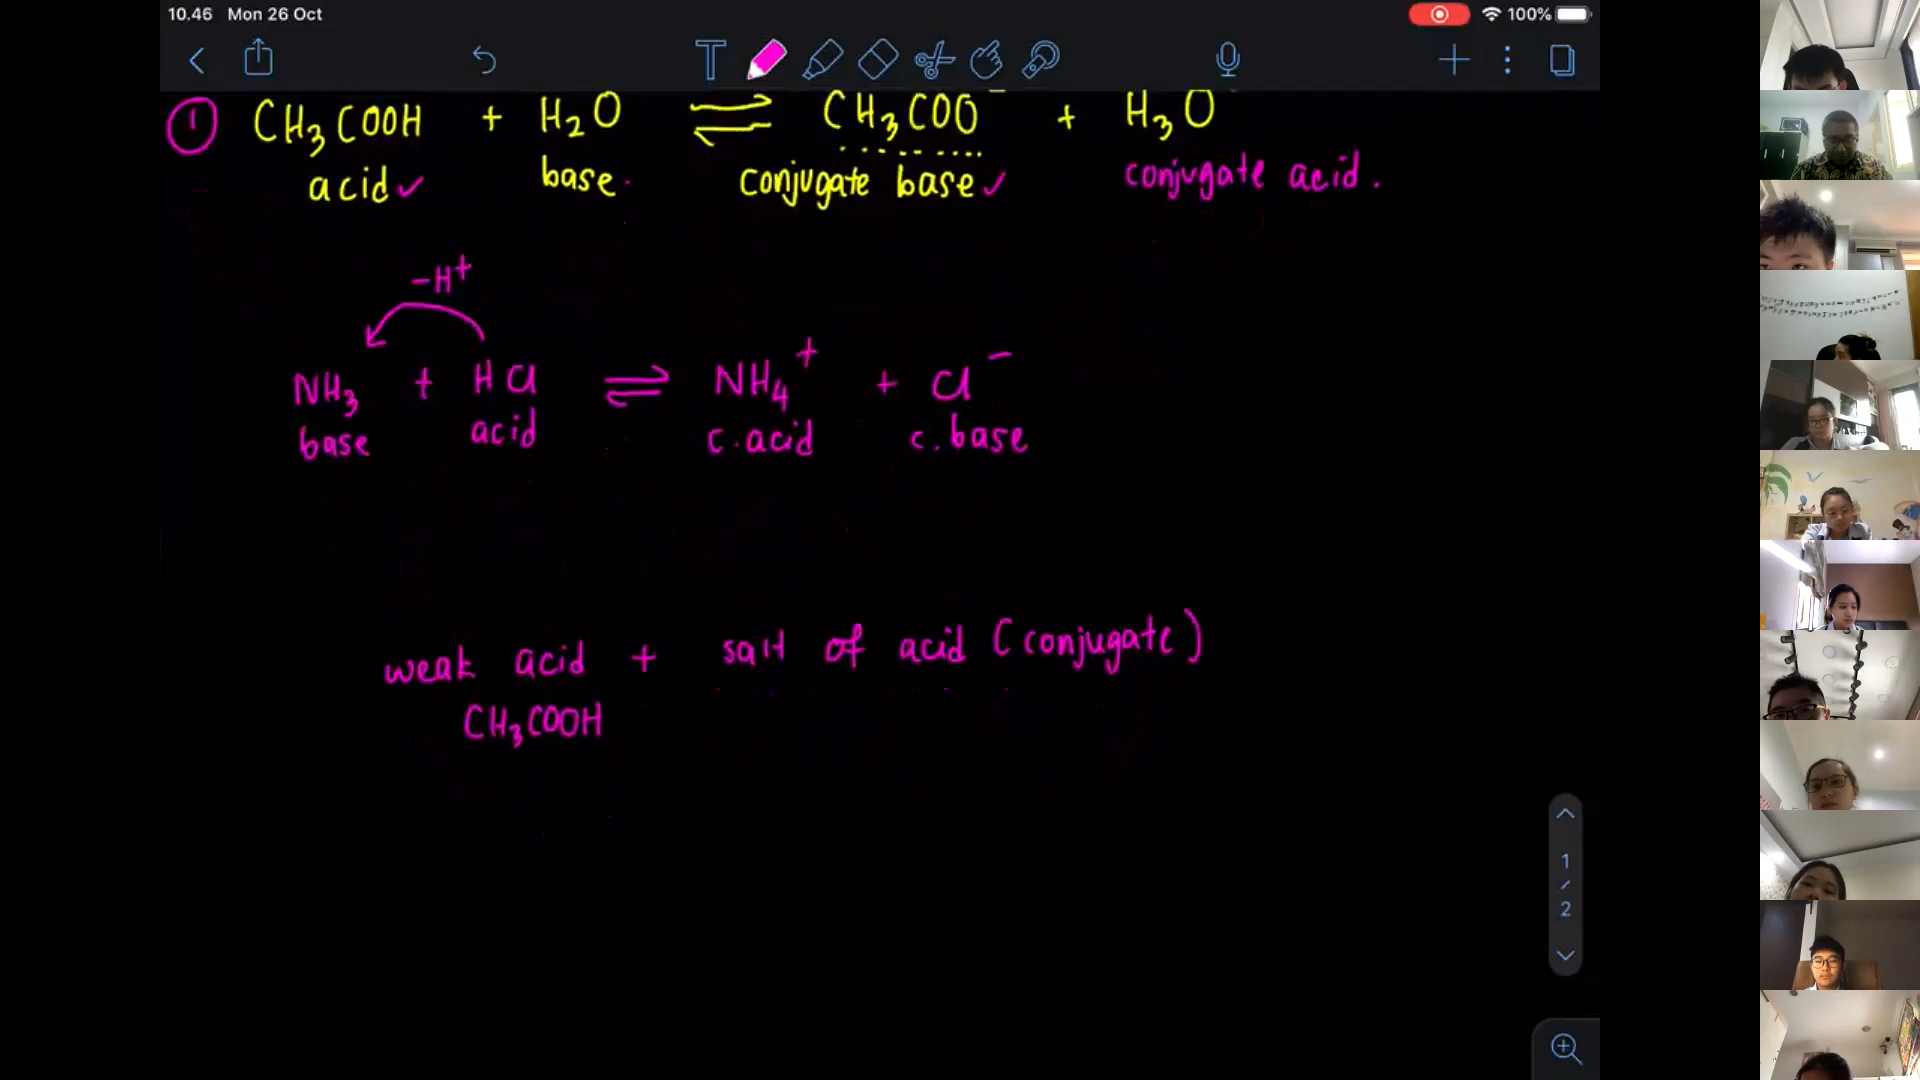 10.46 Mon 26 Oct
100%
T
① CH₃COOH + H₂O ⇌ CH₃COO⁻ + H₃O
acid ✓ base. conjugate base ✓ conjugate acid.
-H⁺
NH₃ + HCl ⇌ NH₄⁺ + Cl⁻
base acid c.acid c.base
weak acid + salt of acid (conjugate)
CH₃COOH
1
/
2